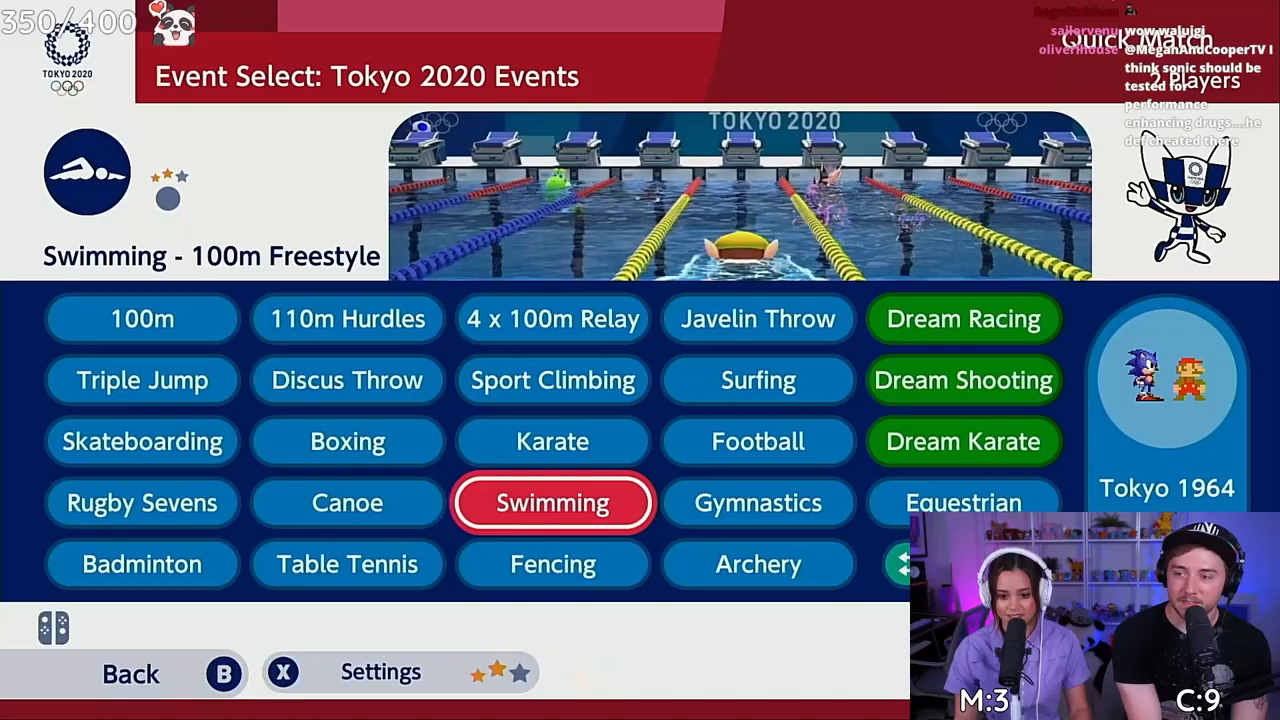 350/400
TOKYO 2020
Event Select: Tokyo 2020 Events
Quick Match
2 Players
sailorvenu wow waluigi
oliverlhouse @MeganAndCooperTV I
think sonic should be
tested for
performance
enhancing drugs....he
def cheated there
TOKYO 2020
Swimming - 100m Freestyle
100m
110m Hurdles
4 x 100m Relay
Javelin Throw
Dream Racing
Triple Jump
Discus Throw
Sport Climbing
Surfing
Dream Shooting
Skateboarding
Boxing
Karate
Football
Dream Karate
Tokyo 1964
Rugby Sevens
Canoe
Swimming
Gymnastics
Equestrian
Badminton
Table Tennis
Fencing
Archery
Back B
X Settings
M:3
C:9